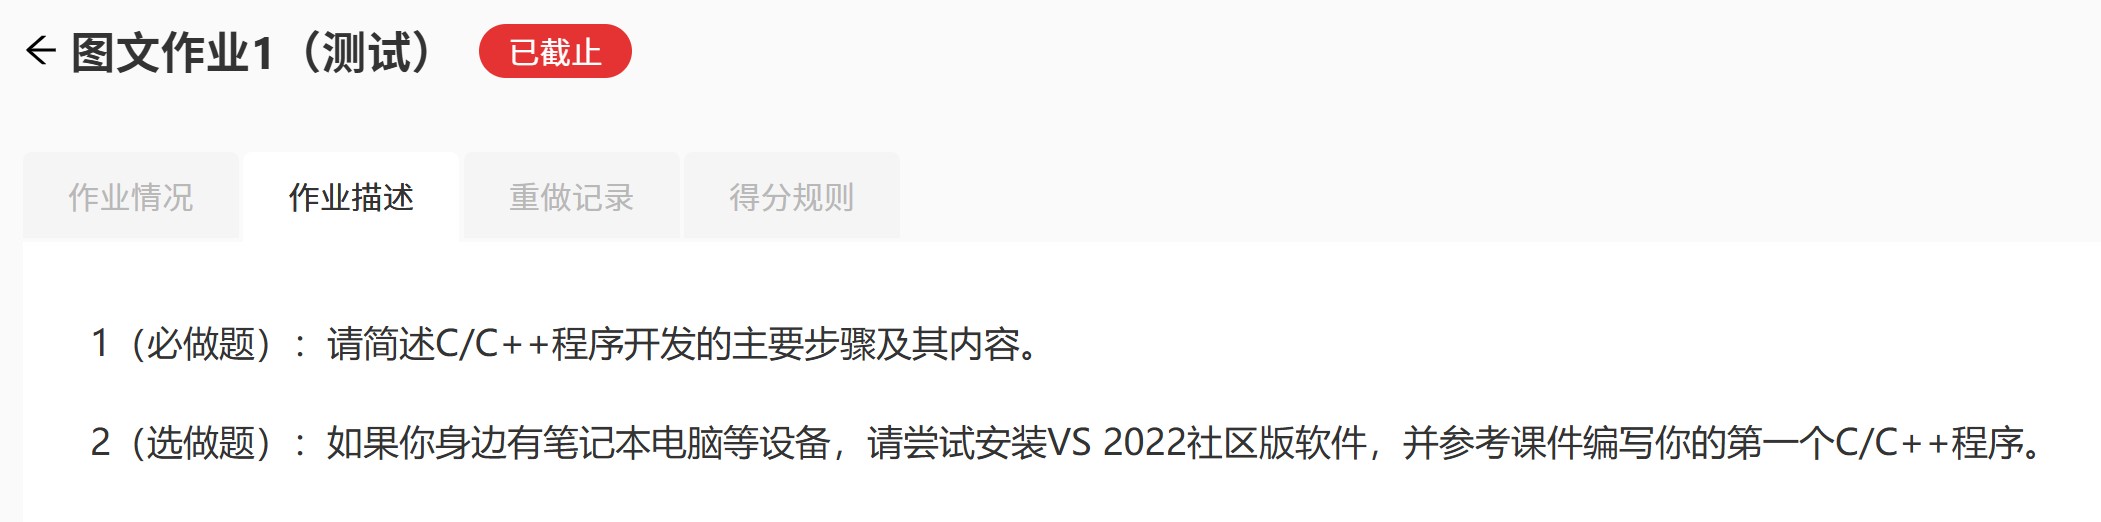 图文作业1（测试） 已截止
作业情况 作业描述 重做记录 得分规则
1（必做题）：请简述C/C++程序开发的主要步骤及其内容。
2（选做题）：如果你身边有笔记本电脑等设备，请尝试安装VS 2022社区版软件，并参考课件编写你的第一个C/C++程序。